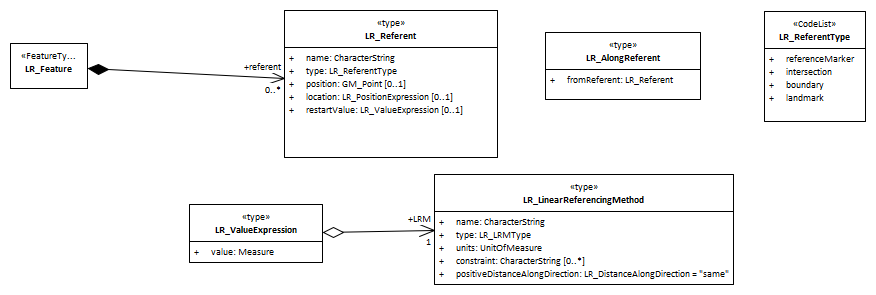 «FeatureTy...
LR_Feature
+referent
0..*
«type»
LR_Referent
+ name: CharacterString
+ type: LR_ReferentType
+ position: GM_Point [0..1]
+ location: LR_PositionExpression [0..1]
+ restartValue: LR_ValueExpression [0..1]
«type»
LR_AlongReferent
+ fromReferent: LR_Referent
«CodeList»
LR_ReferentType
+ referenceMarker
+ intersection
+ boundary
+ landmark
«type»
LR_ValueExpression
+ value: Measure
+LRM
1
«type»
LR_LinearReferencingMethod
+ name: CharacterString
+ type: LR_LRMType
+ units: UnitOfMeasure
+ constraint: CharacterString [0..*]
+ positiveDistanceAlongDirection: LR_DistanceAlongDirection = "same"